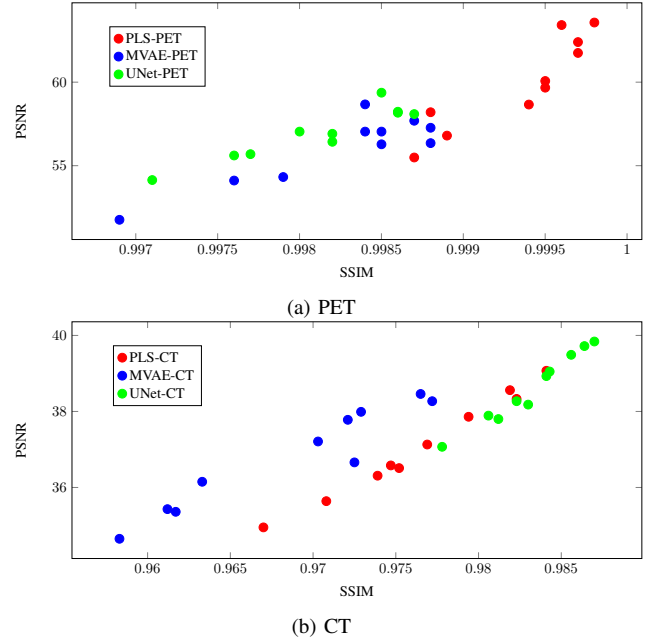 PLS-PET
MVAE-PET
UNet-PET
60
55
PSNR
0.997 0.9975 0.998 0.9985 0.999 0.9995 1
SSIM
(a) PET
40
38
36
PLS-CT
MVAE-CT
UNet-CT
PSNR
0.96 0.965 0.97 0.975 0.98 0.985
SSIM
(b) CT